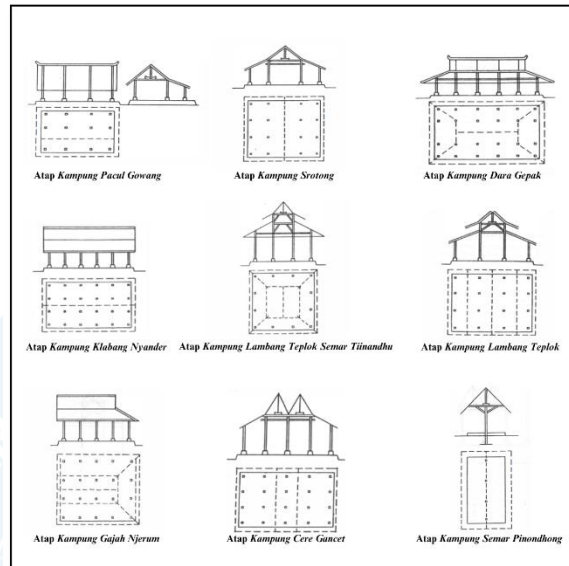 Atap Kampung Pacul Gowang
Atap Kampung Srotong
Atap Kampung Dara Gepak
Atap Kampung Klabang Nyander
Atap Kampung Lambang Teplok Semar Tiinandhu
Atap Kampung Lambang Teplok
Atap Kampung Gajah Njerum
Atap Kampung Cere Gancet
Atap Kampung Semar Pinondhong